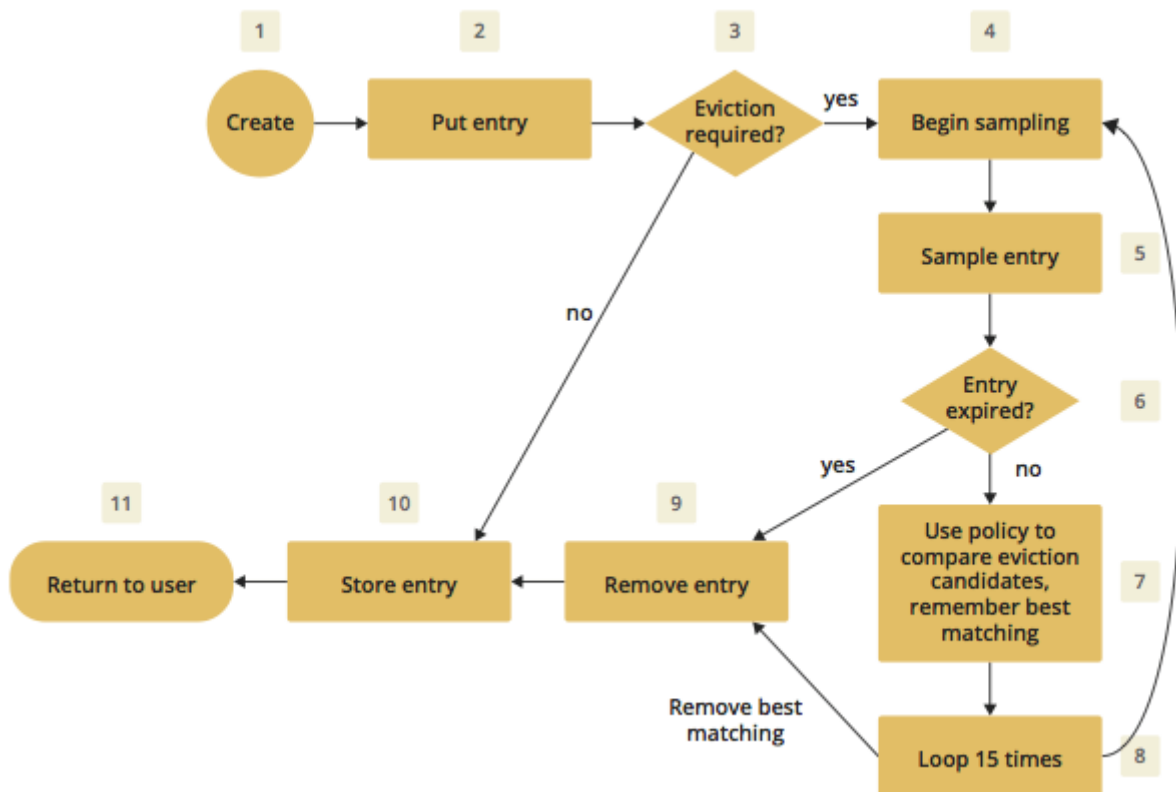 1
2
3
4
Create
Put entry
Eviction
required?
yes
Begin sampling
Sample entry
5
no
Entry
expired?
6
yes
no
11
10
9
Use policy to
compare eviction
candidates,
remember best
matching
7
Return to user
Store entry
Remove entry
Remove best
matching
Loop 15 times
8